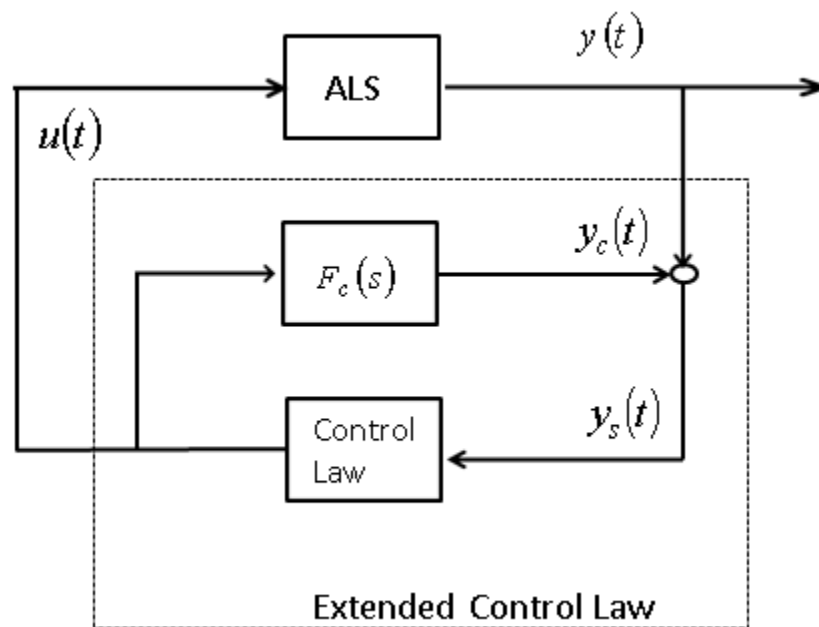 y(t)
ALS
u(t)
y_c(t)
F_c(s)
y_s(t)
Control
Law
Extended Control Law